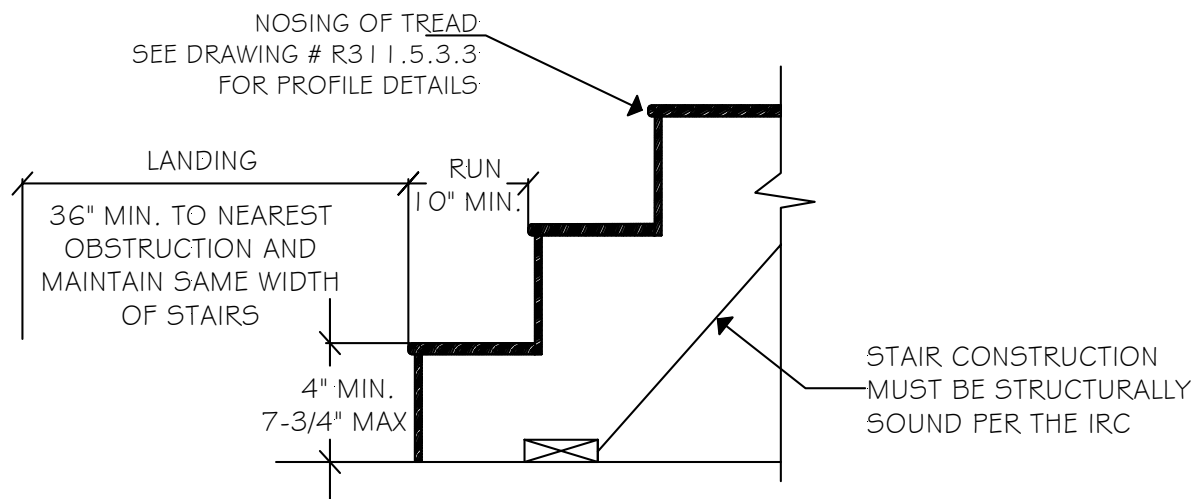 NOSING OF TREAD
SEE DRAWING # R311.5.3.3
FOR PROFILE DETAILS
LANDING
36" MIN. TO NEAREST
OBSTRUCTION AND
MAINTAIN SAME WIDTH
OF STAIRS
RUN
10" MIN.
4" MIN.
7-3/4" MAX
STAIR CONSTRUCTION
MUST BE STRUCTURALLY
SOUND PER THE IRC